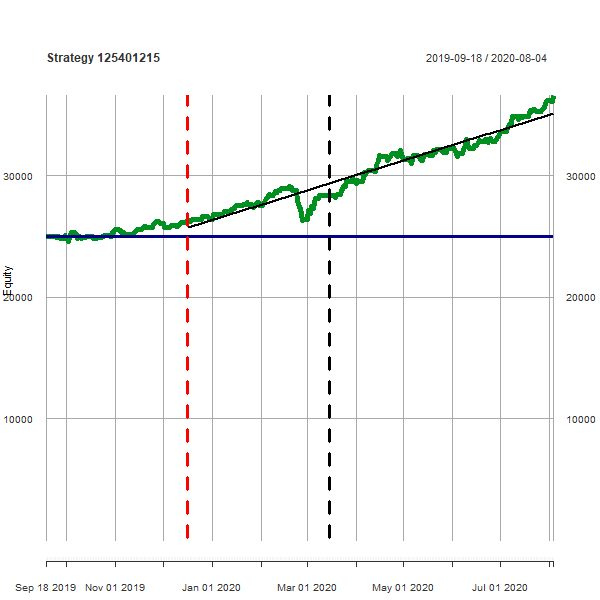 Strategy 125401215
2019-09-18 / 2020-08-04
30000
30000
Equity
20000
20000
10000
10000
Sep 18 2019
Nov 01 2019
Jan 01 2020
Mar 01 2020
May 01 2020
Jul 01 2020